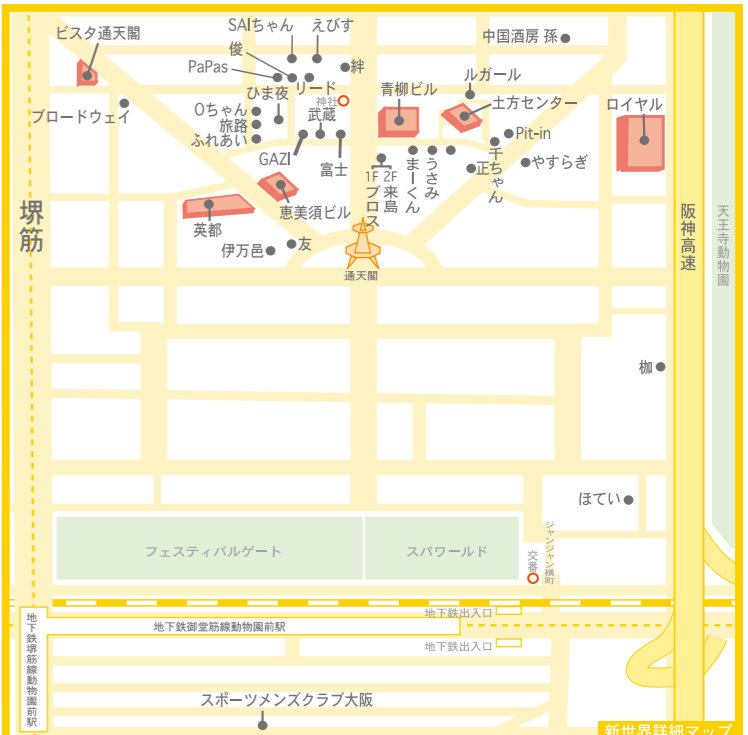 SAIちゃん
えびす
ビスタ通天閣
俊
中国酒房 孫
PaPas
絆
リード
ルガール
ひま夜
神社
青柳ビル
土方センター
ロイヤル
ブロードウェイ
Oちゃん
武蔵
旅路
ふれあい
Pit-in
GAZI
富士
1F ブロス
2F 来島
まーくん
うさみ
千ちゃん
正
やすらぎ
堺筋
英都
恵美須ビル
阪神高速
天王寺動物園
伊万邑
友
通天閣
枷
ほてい
フェスティバルゲート
スパワールド
交番
ジャンジャン横町
地下鉄出入口
地下鉄堺筋線動物園前駅
地下鉄御堂筋線動物園前駅
地下鉄出入口
スポーツメンズクラブ大阪
新世界詳細マップ